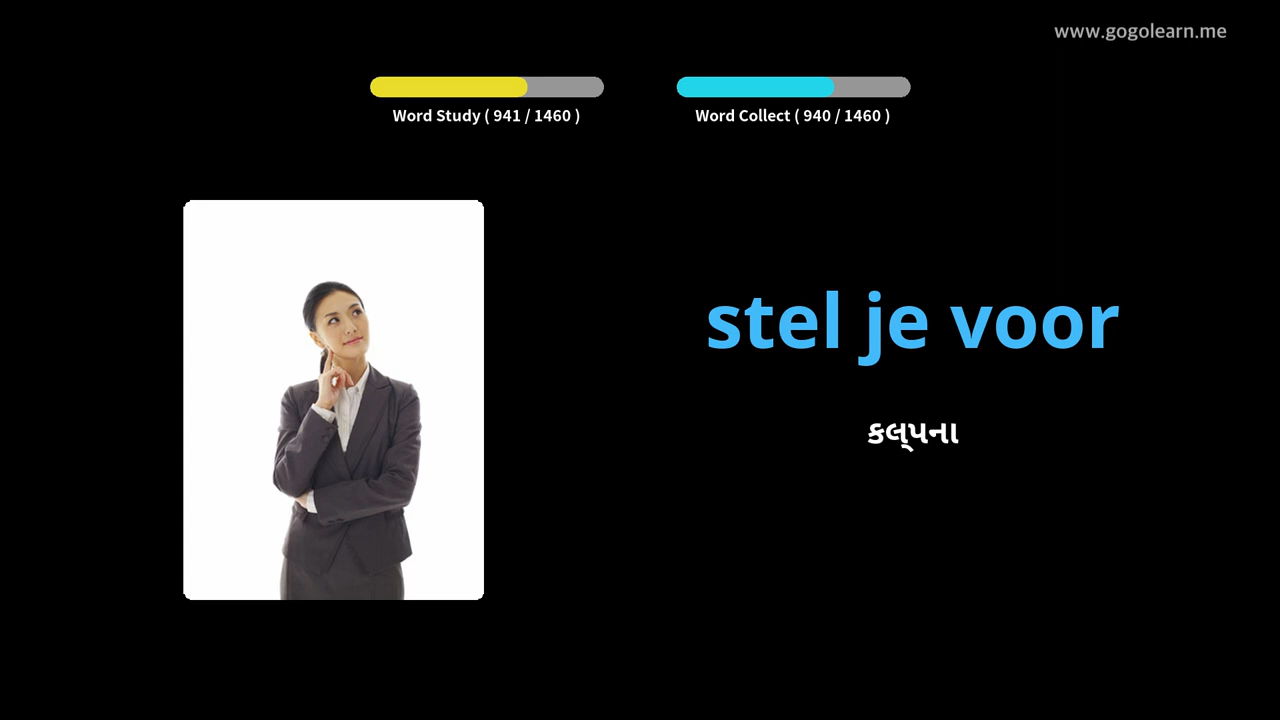 www.gogolearn.me
Word Study ( 941 / 1460 )
Word Collect ( 940 / 1460 )
stel je voor
કલ્પના